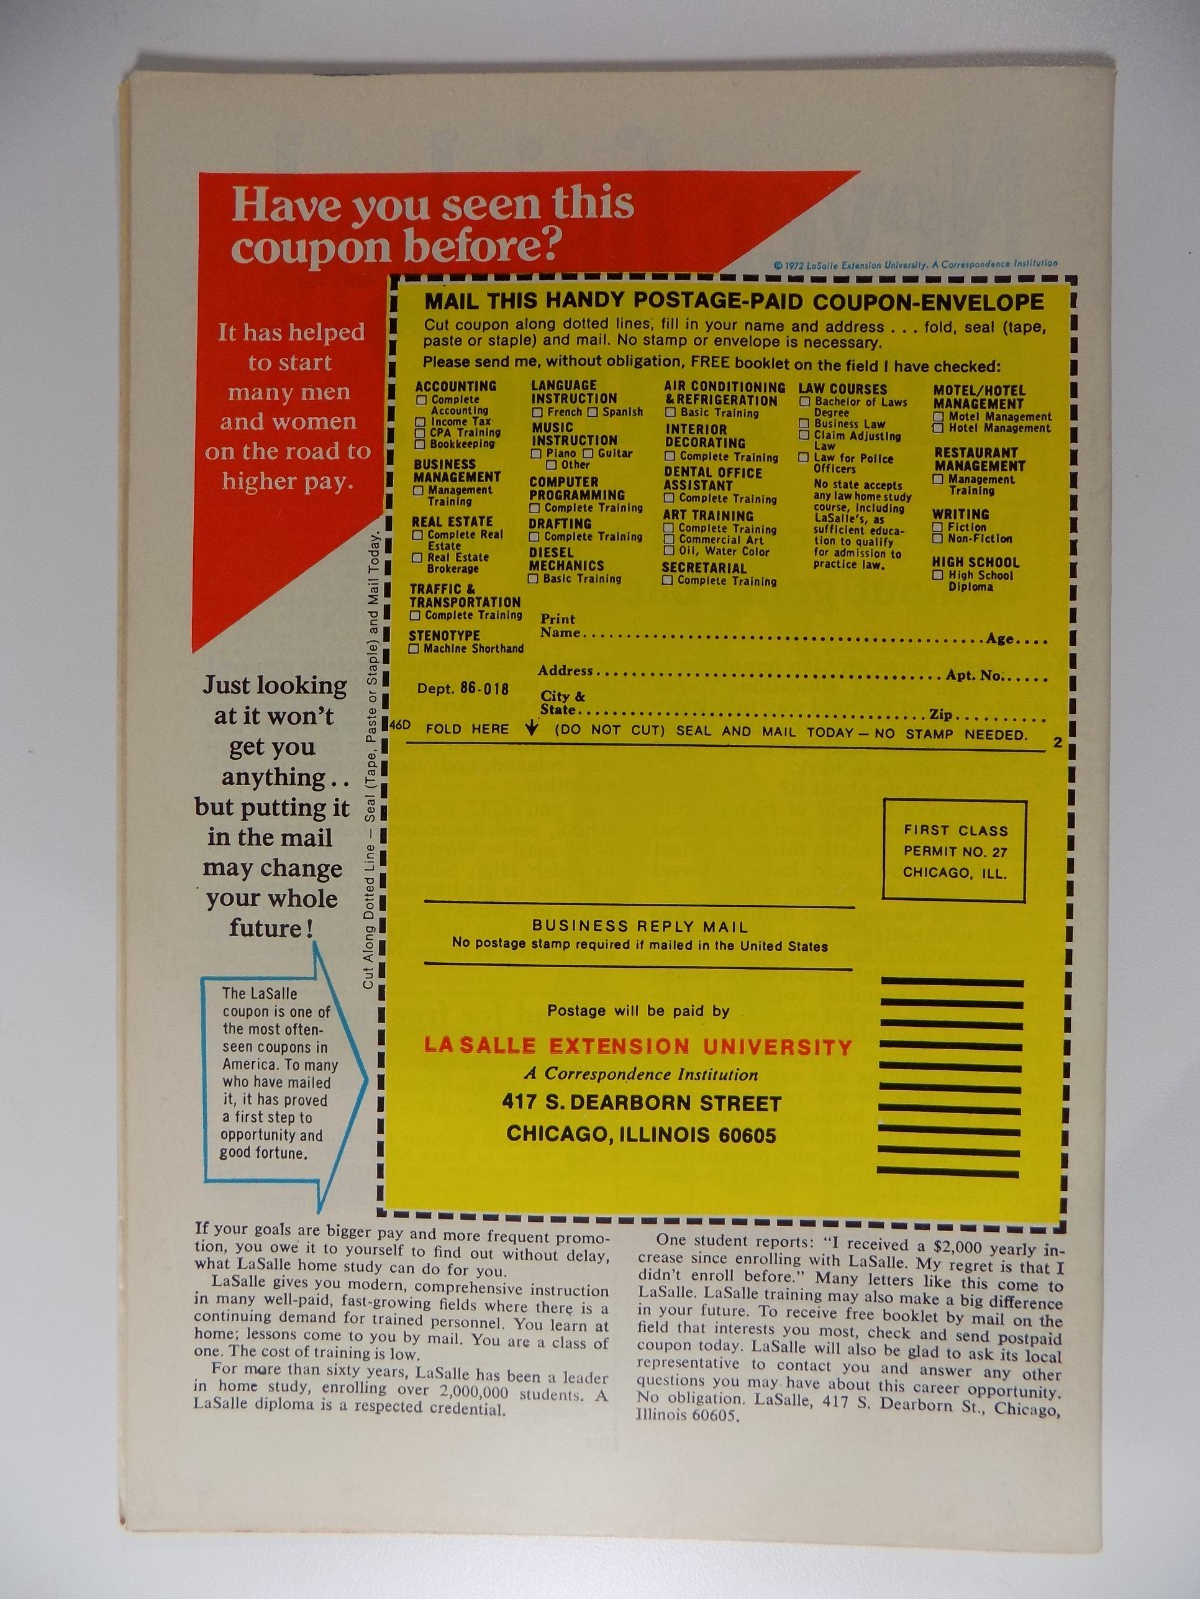 Have you seen this
coupon before?
© 1972 LaSalle Extension University. A Correspondence Institution
It has helped
to start
many men
and women
on the road to
higher pay.
Just looking
at it won't
get you
anything . .
but putting it
in the mail
may change
your whole
future!
The LaSalle
coupon is one of
the most often-
seen coupons in
America. To many
who have mailed
it, it has proved
a first step to
opportunity and
good fortune.
Cut Along Dotted Line — Seal (Tape, Paste or Staple) and Mail Today.
MAIL THIS HANDY POSTAGE-PAID COUPON-ENVELOPE
Cut coupon along dotted lines, fill in your name and address . . . fold, seal (tape,
paste or staple) and mail. No stamp or envelope is necessary.
Please send me, without obligation, FREE booklet on the field I have checked:
ACCOUNTING
☐ Complete
Accounting
☐ Income Tax
☐ CPA Training
☐ Bookkeeping
BUSINESS
MANAGEMENT
☐ Management
Training
REAL ESTATE
☐ Complete Real
Estate
☐ Real Estate
Brokerage
TRAFFIC &
TRANSPORTATION
☐ Complete Training
STENOTYPE
☐ Machine Shorthand
LANGUAGE
INSTRUCTION
☐ French ☐ Spanish
MUSIC
INSTRUCTION
☐ Piano ☐ Guitar
☐ Other
COMPUTER
PROGRAMMING
☐ Complete Training
DRAFTING
☐ Complete Training
DIESEL
MECHANICS
☐ Basic Training
AIR CONDITIONING
& REFRIGERATION
☐ Basic Training
INTERIOR
DECORATING
☐ Complete Training
DENTAL OFFICE
ASSISTANT
☐ Complete Training
ART TRAINING
☐ Complete Training
☐ Commercial Art
☐ Oil, Water Color
SECRETARIAL
☐ Complete Training
LAW COURSES
☐ Bachelor of Laws
Degree
☐ Business Law
☐ Claim Adjusting
Law
☐ Law for Police
Officers
No state accepts
any law home study
course, including
LaSalle's, as
sufficient educa-
tion to qualify
for admission to
practice law.
MOTEL/HOTEL
MANAGEMENT
☐ Motel Management
☐ Hotel Management
RESTAURANT
MANAGEMENT
☐ Management
Training
WRITING
☐ Fiction
☐ Non-Fiction
HIGH SCHOOL
☐ High School
Diploma
Print
Name................................................Age....
Address................................................Apt. No......
Dept. 86-018
City &
State................................................Zip..........
46D FOLD HERE ↓ (DO NOT CUT) SEAL AND MAIL TODAY — NO STAMP NEEDED. 2
FIRST CLASS
PERMIT NO. 27
CHICAGO, ILL.
BUSINESS REPLY MAIL
No postage stamp required if mailed in the United States
Postage will be paid by
LA SALLE EXTENSION UNIVERSITY
A Correspondence Institution
417 S. DEARBORN STREET
CHICAGO, ILLINOIS 60605
If your goals are bigger pay and more frequent promo-
tion, you owe it to yourself to find out without delay,
what LaSalle home study can do for you.
LaSalle gives you modern, comprehensive instruction
in many well-paid, fast-growing fields where there is a
continuing demand for trained personnel. You learn at
home; lessons come to you by mail. You are a class of
one. The cost of training is low.
For more than sixty years, LaSalle has been a leader
in home study, enrolling over 2,000,000 students. A
LaSalle diploma is a respected credential.
One student reports: "I received a $2,000 yearly in-
crease since enrolling with LaSalle. My regret is that I
didn't enroll before." Many letters like this come to
LaSalle. LaSalle training may also make a big difference
in your future. To receive free booklet by mail on the
field that interests you most, check and send postpaid
coupon today. LaSalle will also be glad to ask its local
representative to contact you and answer any other
questions you may have about this career opportunity.
No obligation. LaSalle, 417 S. Dearborn St., Chicago,
Illinois 60605.